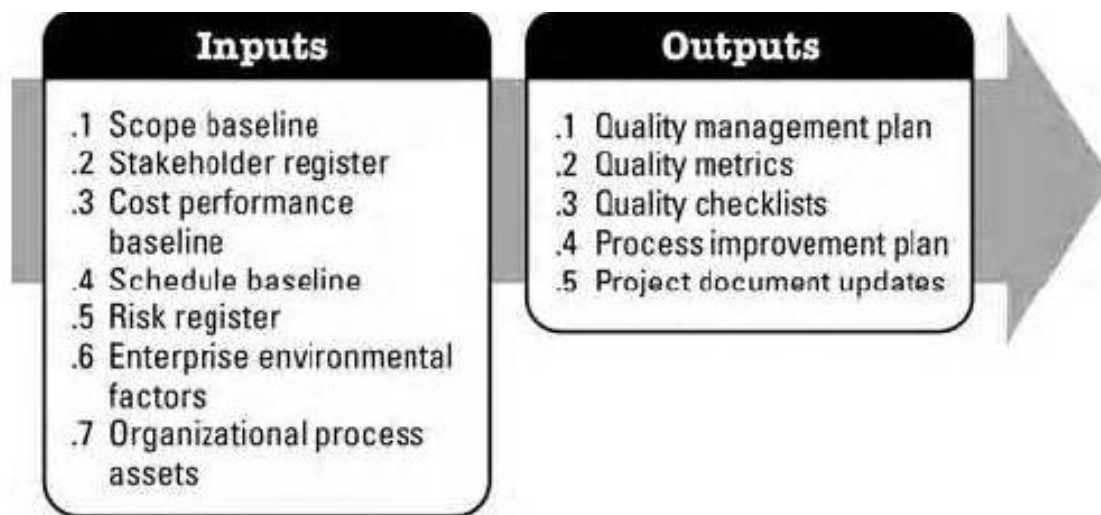 Inputs
.1 Scope baseline
.2 Stakeholder register
.3 Cost performance
baseline
.4 Schedule baseline
.5 Risk register
.6 Enterprise environmental
factors
.7 Organizational process
assets
Outputs
.1 Quality management plan
.2 Quality metrics
.3 Quality checklists
.4 Process improvement plan
.5 Project document updates